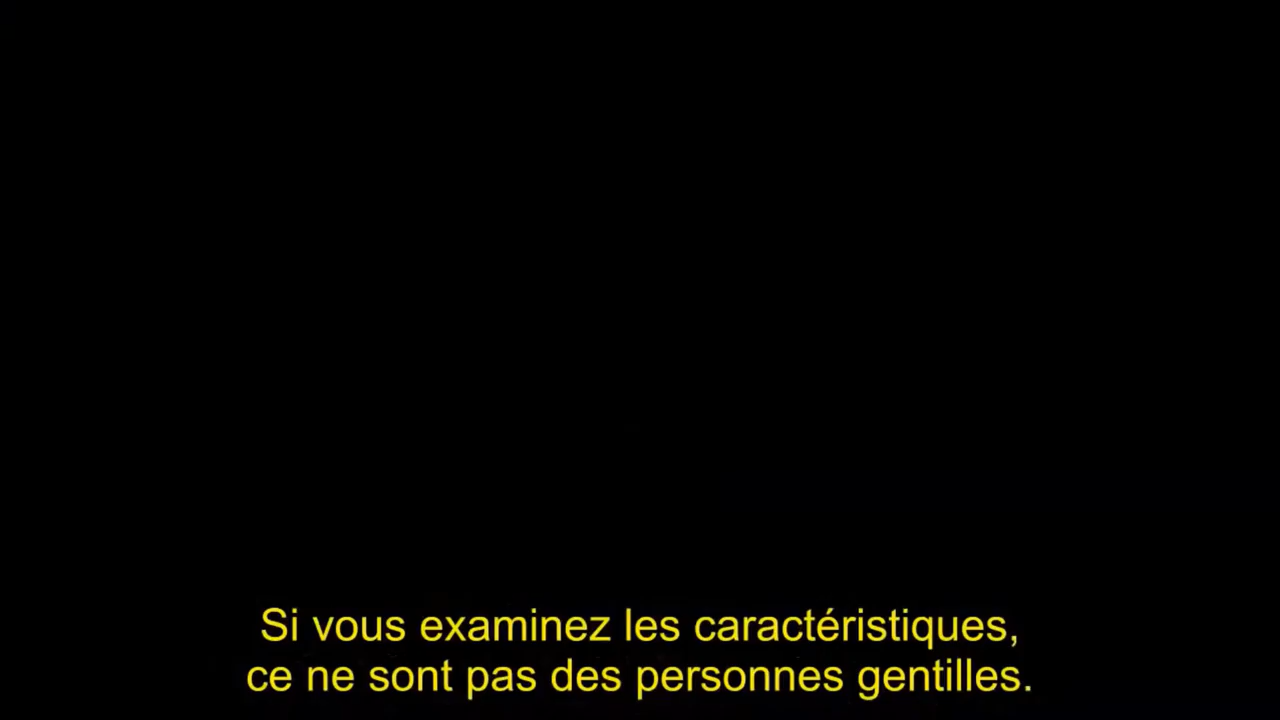 Si vous examinez les caractéristiques,
ce ne sont pas des personnes gentilles.